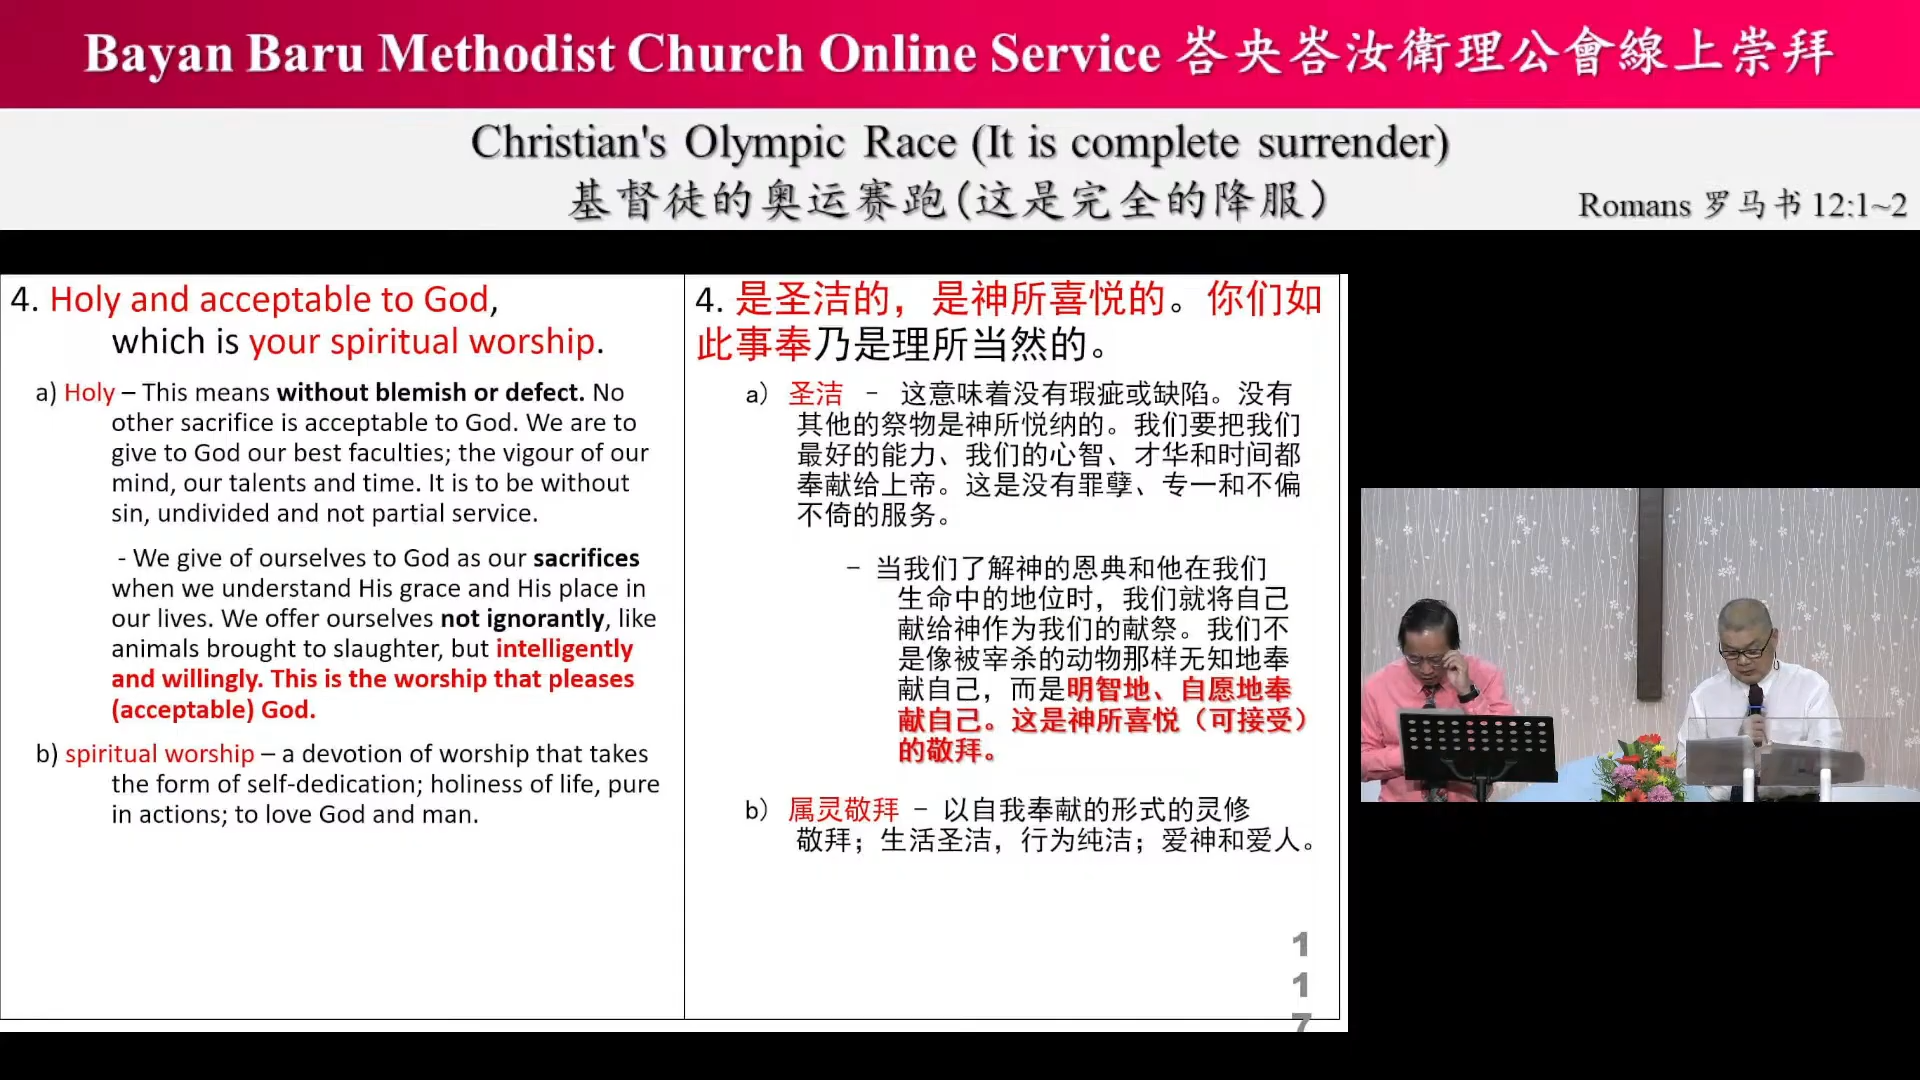 Bayan Baru Methodist Church Online Service 峇央峇汝衛理公會線上崇拜
Christian's Olympic Race (It is complete surrender)
基督徒的奥运赛跑(这是完全的降服)
Romans 罗马书 12:1~2
4. Holy and acceptable to God,
which is your spiritual worship.
a) Holy – This means without blemish or defect. No
other sacrifice is acceptable to God. We are to
give to God our best faculties; the vigour of our
mind, our talents and time. It is to be without
sin, undivided and not partial service.
- We give of ourselves to God as our sacrifices
when we understand His grace and His place in
our lives. We offer ourselves not ignorantly, like
animals brought to slaughter, but intelligently
and willingly. This is the worship that pleases
(acceptable) God.
b) spiritual worship – a devotion of worship that takes
the form of self-dedication; holiness of life, pure
in actions; to love God and man.
4. 是圣洁的，是神所喜悦的。你们如
此事奉乃是理所当然的。
a) 圣洁 – 这意味着没有瑕疵或缺陷。没有
其他的祭物是神所悦纳的。我们要把我们
最好的能力、我们的心智、才华和时间都
奉献给上帝。这是没有罪孽、专一和不偏
不倚的服务。
– 当我们了解神的恩典和他在我们
生命中的地位时，我们就将自己
献给神作为我们的献祭。我们不
是像被宰杀的动物那样无知地奉
献自己，而是明智地、自愿地奉
献自己。这是神所喜悦（可接受）
的敬拜。
b) 属灵敬拜 – 以自我奉献的形式的灵修
敬拜；生活圣洁，行为纯洁；爱神和爱人。
1
1
7